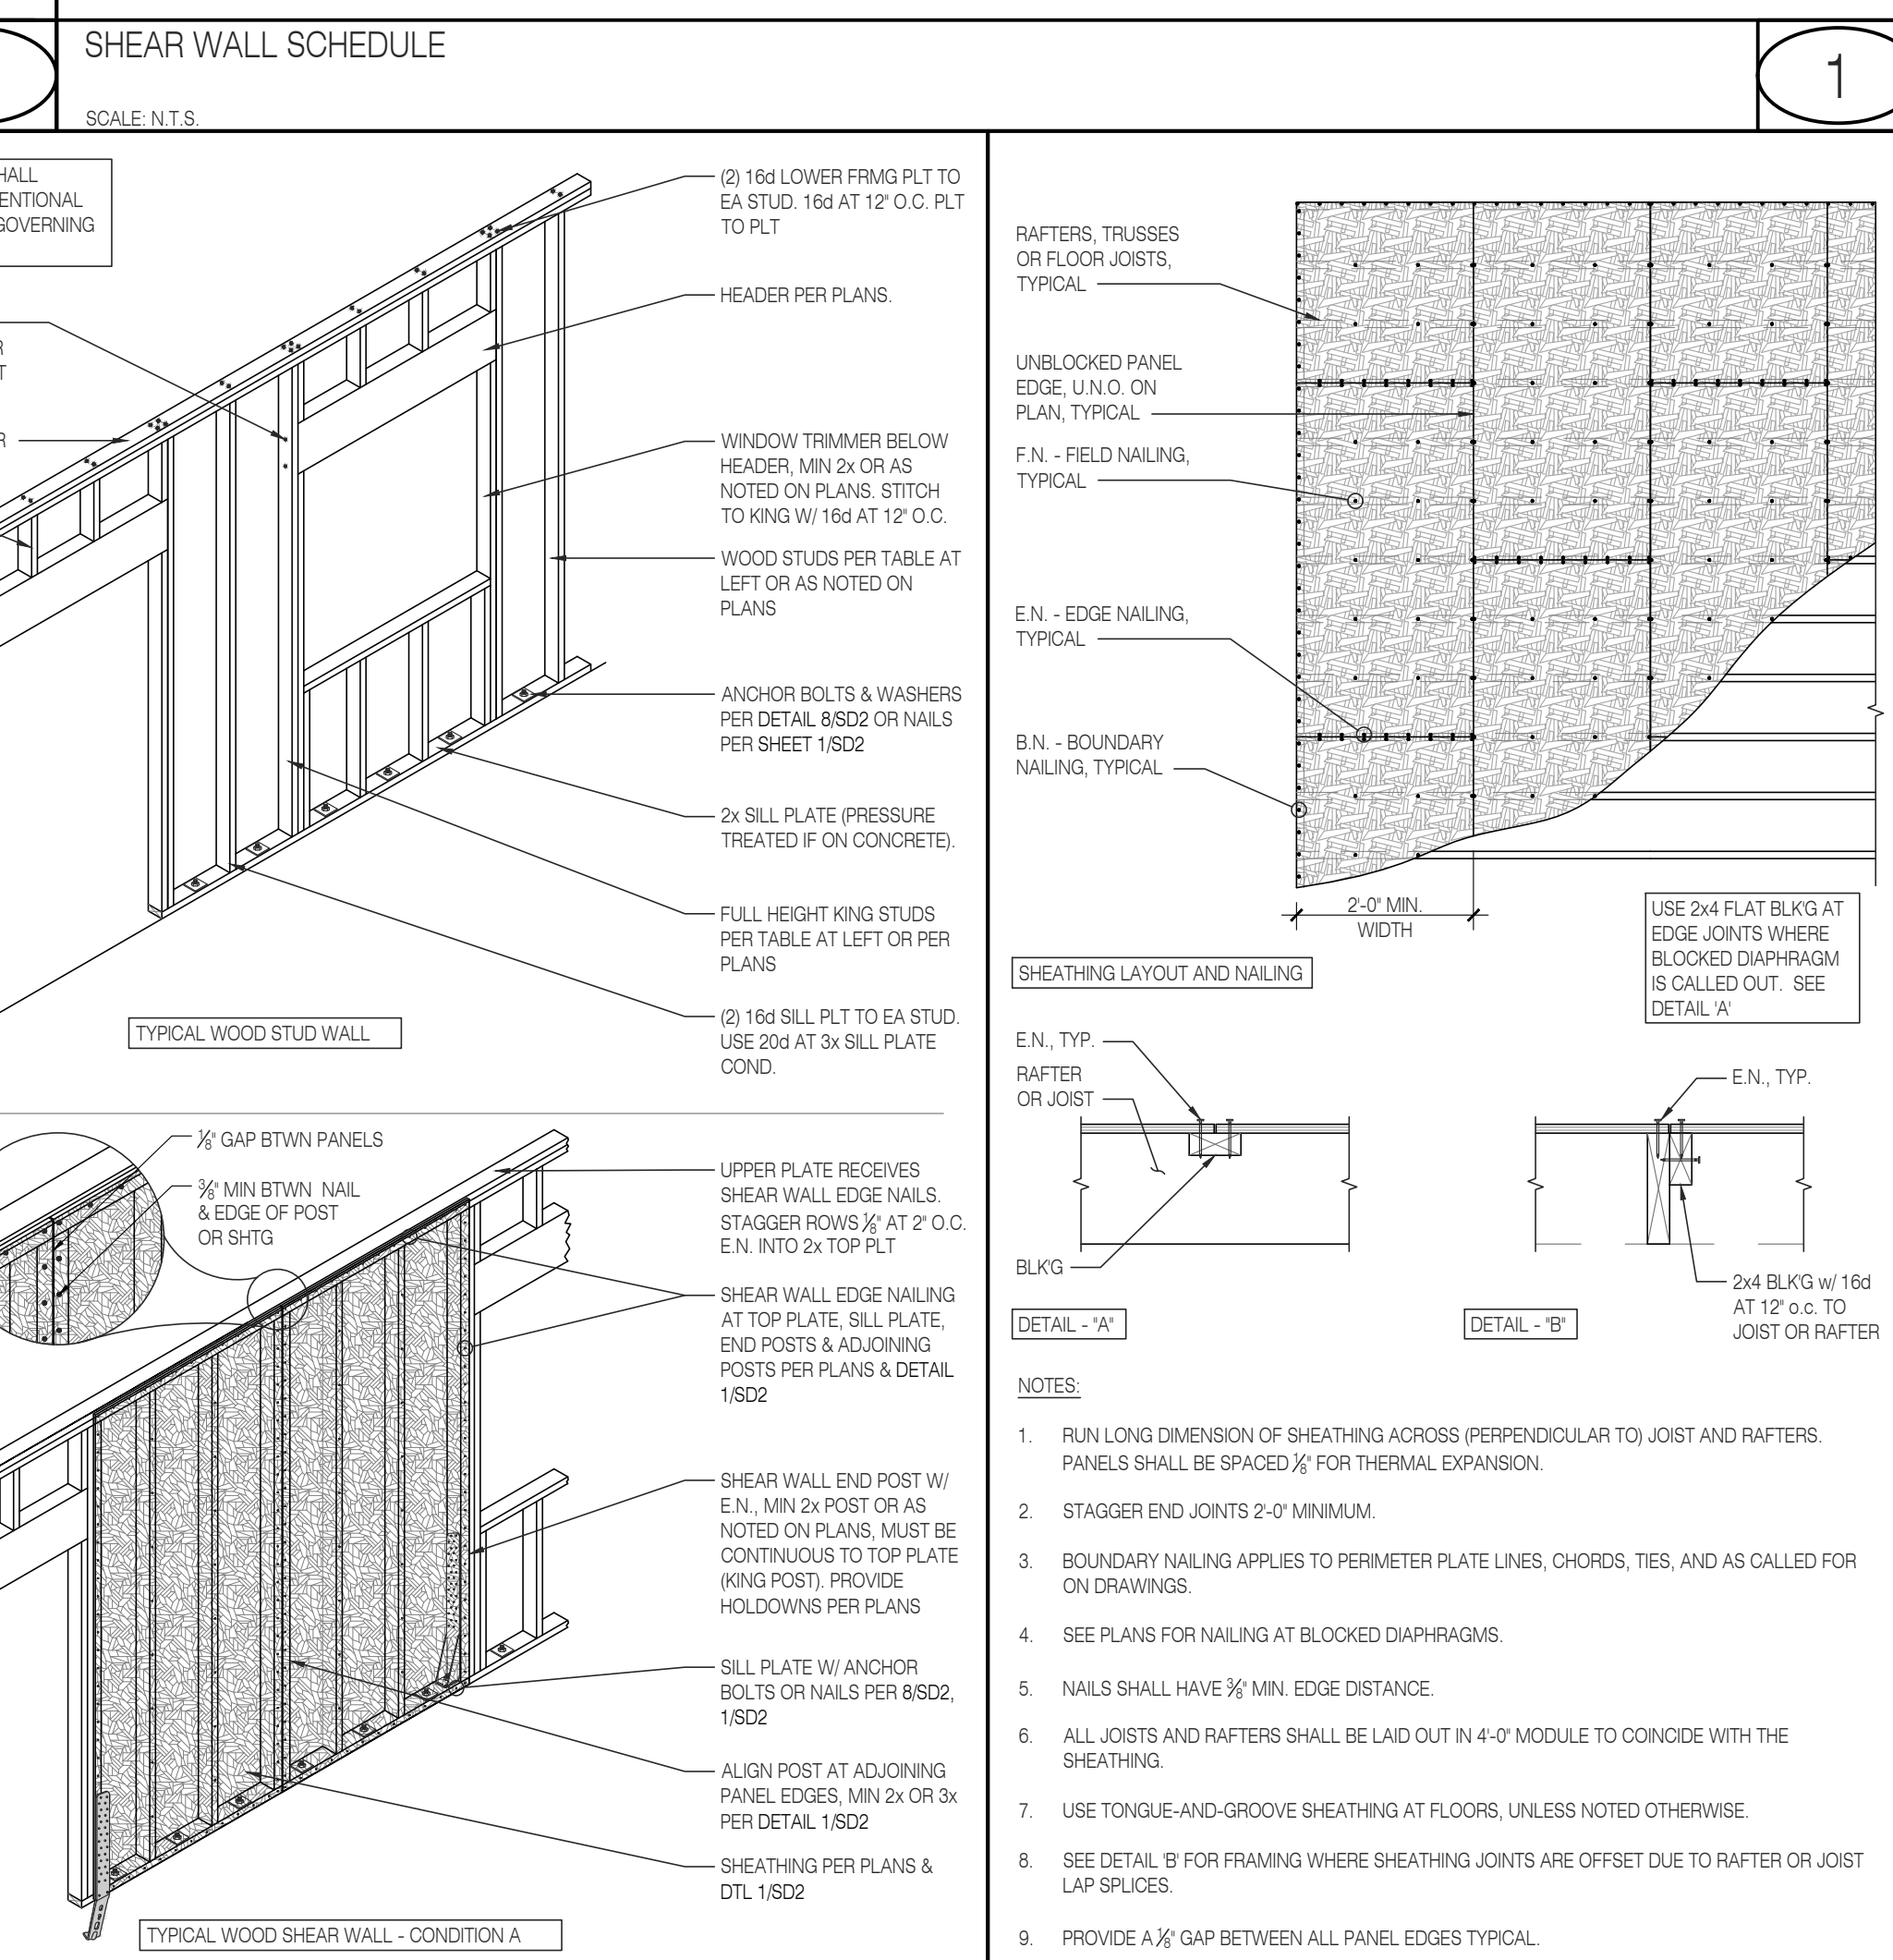 SHEAR WALL SCHEDULE
SCALE: N.T.S.
1
HALL
ENTIONAL
GOVERNING
R
T
R
(2) 16d LOWER FRMG PLT TO
EA STUD. 16d AT 12" O.C. PLT
TO PLT
HEADER PER PLANS.
WINDOW TRIMMER BELOW
HEADER, MIN 2x OR AS
NOTED ON PLANS. STITCH
TO KING W/ 16d AT 12" O.C.
WOOD STUDS PER TABLE AT
LEFT OR AS NOTED ON
PLANS
ANCHOR BOLTS & WASHERS
PER DETAIL 8/SD2 OR NAILS
PER SHEET 1/SD2
2x SILL PLATE (PRESSURE
TREATED IF ON CONCRETE).
FULL HEIGHT KING STUDS
PER TABLE AT LEFT OR PER
PLANS
(2) 16d SILL PLT TO EA STUD.
USE 20d AT 3x SILL PLATE
COND.
TYPICAL WOOD STUD WALL
1/8" GAP BTWN PANELS
3/8" MIN BTWN NAIL
& EDGE OF POST
OR SHTG
UPPER PLATE RECEIVES
SHEAR WALL EDGE NAILS.
STAGGER ROWS 1/8" AT 2" O.C.
E.N. INTO 2x TOP PLT
SHEAR WALL EDGE NAILING
AT TOP PLATE, SILL PLATE,
END POSTS & ADJOINING
POSTS PER PLANS & DETAIL
1/SD2
SHEAR WALL END POST W/
E.N., MIN 2x POST OR AS
NOTED ON PLANS, MUST BE
CONTINUOUS TO TOP PLATE
(KING POST). PROVIDE
HOLDOWNS PER PLANS
SILL PLATE W/ ANCHOR
BOLTS OR NAILS PER 8/SD2,
1/SD2
ALIGN POST AT ADJOINING
PANEL EDGES, MIN 2x OR 3x
PER DETAIL 1/SD2
SHEATHING PER PLANS &
DTL 1/SD2
TYPICAL WOOD SHEAR WALL - CONDITION A
RAFTERS, TRUSSES
OR FLOOR JOISTS,
TYPICAL
UNBLOCKED PANEL
EDGE, U.N.O. ON
PLAN, TYPICAL
F.N. - FIELD NAILING,
TYPICAL
E.N. - EDGE NAILING,
TYPICAL
B.N. - BOUNDARY
NAILING, TYPICAL
2'-0" MIN.
WIDTH
USE 2x4 FLAT BLK'G AT
EDGE JOINTS WHERE
BLOCKED DIAPHRAGM
IS CALLED OUT. SEE
DETAIL 'A'
SHEATHING LAYOUT AND NAILING
E.N., TYP.
RAFTER
OR JOIST
BLK'G
DETAIL - "A"
E.N., TYP.
2x4 BLK'G w/ 16d
AT 12" o.c. TO
JOIST OR RAFTER
DETAIL - "B"
NOTES:
1. RUN LONG DIMENSION OF SHEATHING ACROSS (PERPENDICULAR TO) JOIST AND RAFTERS.
PANELS SHALL BE SPACED 1/8" FOR THERMAL EXPANSION.
2. STAGGER END JOINTS 2'-0" MINIMUM.
3. BOUNDARY NAILING APPLIES TO PERIMETER PLATE LINES, CHORDS, TIES, AND AS CALLED FOR
ON DRAWINGS.
4. SEE PLANS FOR NAILING AT BLOCKED DIAPHRAGMS.
5. NAILS SHALL HAVE 3/8" MIN. EDGE DISTANCE.
6. ALL JOISTS AND RAFTERS SHALL BE LAID OUT IN 4'-0" MODULE TO COINCIDE WITH THE
SHEATHING.
7. USE TONGUE-AND-GROOVE SHEATHING AT FLOORS, UNLESS NOTED OTHERWISE.
8. SEE DETAIL 'B' FOR FRAMING WHERE SHEATHING JOINTS ARE OFFSET DUE TO RAFTER OR JOIST
LAP SPLICES.
9. PROVIDE A 1/8" GAP BETWEEN ALL PANEL EDGES TYPICAL.